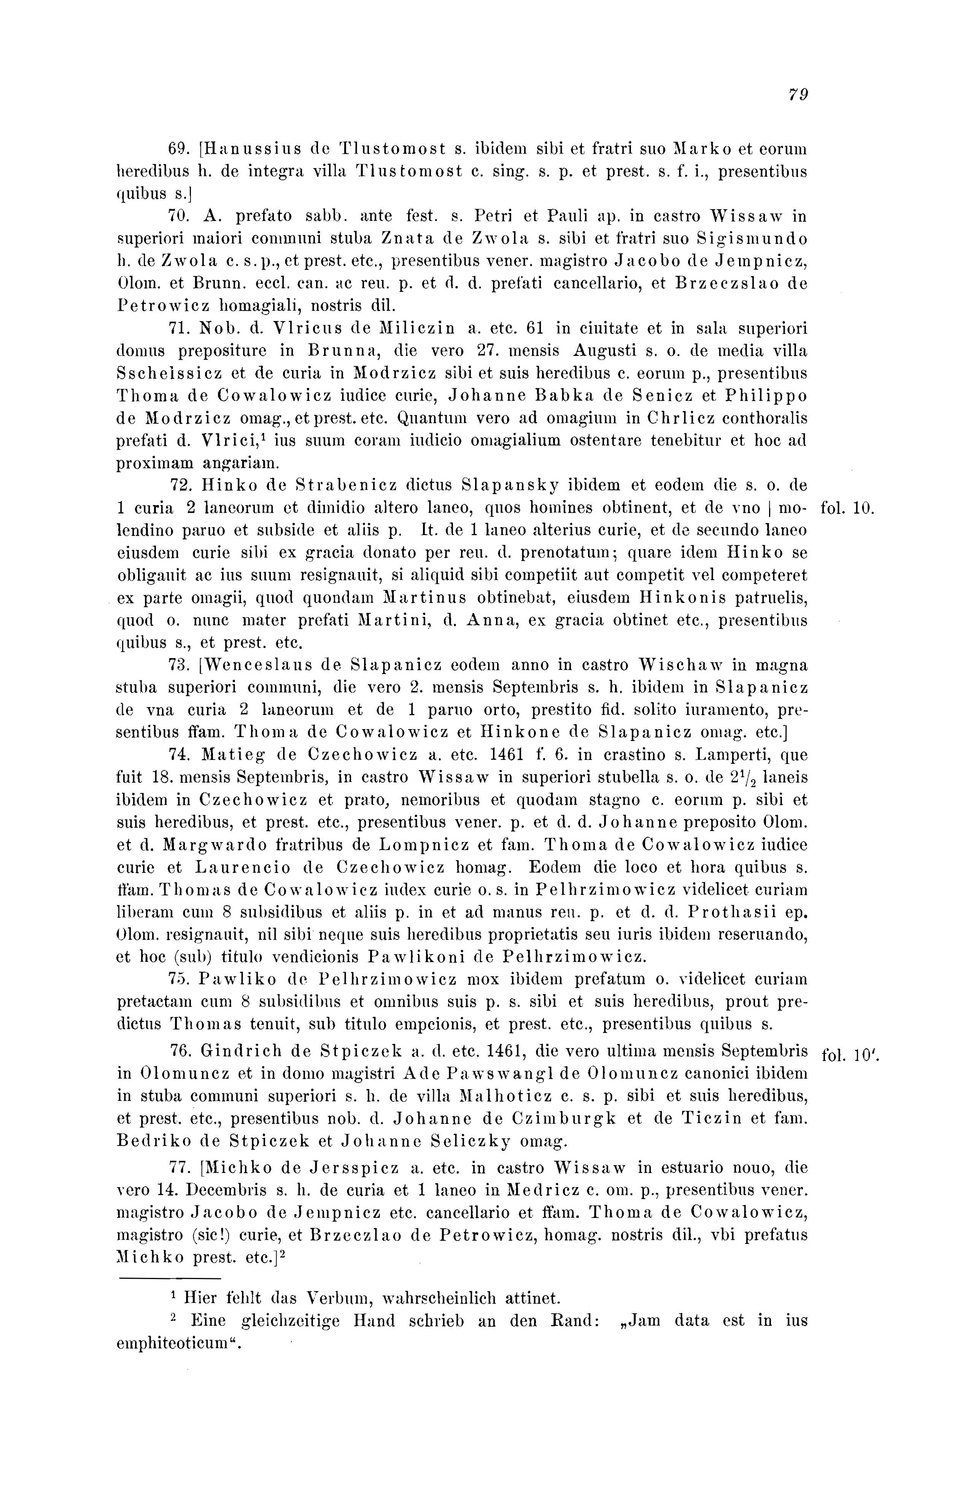 79
69. [Hanussius de Tlustomost s. ibidem sibi et fratri suo Marko et eorum
heredibus h. de integra villa Tlustomost c. sing. s. p. et prest. s. f. i., presentibus
quibus s.]
70. A. prefato sabb. ante fest. s. Petri et Pauli ap. in castro Wissaw in
superiori maiori communi stuba Znata de Zwola s. sibi et fratri suo Sigismundo
h. de Zwola c. s. p., et prest. etc., presentibus vener. magistro Jacobo de Jempnicz,
Olom. et Brunn. eccl. can. ac reu. p. et d. d. prefati cancellario, et Brzeczslao de
Petrowicz homagiali, nostris dil.
71. Nob. d. Vlricus de Miliczin a. etc. 61 in ciuitate et in sala superiori
domus prepositure in Brunna, die vero 27. mensis Augusti s. o. de media villa
Sscheissicz et de curia in Modrzicz sibi et suis heredibus c. eorum p., presentibus
Thoma de Cowalowicz iudice curie, Johanne Babka de Senicz et Philippo
de Modrzicz omag., et prest. etc. Quantum vero ad omagium in Chrlicz conthoralis
prefati d. Vlrici,¹ ius suum coram iudicio omagialium ostentare tenebitur et hoc ad
proximam angariam.
72. Hinko de Strabenicz dictus Slapansky ibidem et eodem die s. o. de
1 curia 2 laneorum et dimidio altero laneo, quos homines obtinent, et de vno | mo- fol. 10.
lendino paruo et subside et aliis p. It. de 1 laneo alterius curie, et de secundo laneo
eiusdem curie sibi ex gracia donato per reu. d. prenotatum; quare idem Hinko se
obligauit ac ius suum resignauit, si aliquid sibi competiit aut competit vel competeret
ex parte omagii, quod quondam Martinus obtinebat, eiusdem Hinkonis patruelis,
quod o. nunc mater prefati Martini, d. Anna, ex gracia obtinet etc., presentibus
quibus s., et prest. etc.
73. [Wenceslaus de Slapanicz eodem anno in castro Wischaw in magna
stuba superiori communi, die vero 2. mensis Septembris s. h. ibidem in Slapanicz
de vna curia 2 laneorum et de 1 paruo orto, prestito fid. solito iuramento, pre-
sentibus ffam. Thoma de Cowalowicz et Hinkone de Slapanicz omag. etc.]
74. Matieg de Czechowicz a. etc. 1461 f. 6. in crastino s. Lamperti, que
fuit 18. mensis Septembris, in castro Wissaw in superiori stubella s. o. de 2¹/₂ laneis
ibidem in Czechowicz et prato, nemoribus et quodam stagno c. eorum p. sibi et
suis heredibus, et prest. etc., presentibus vener. p. et d. d. Johanne preposito Olom.
et d. Margwardo fratribus de Lompnicz et fam. Thoma de Cowalowicz iudice
curie et Laurencio de Czechowicz homag. Eodem die loco et hora quibus s.
ffam. Thomas de Cowalowicz iudex curie o. s. in Pelhrzimowicz videlicet curiam
liberam cum 8 subsidibus et aliis p. in et ad manus reu. p. et d. d. Prothasii ep.
Olom. resignauit, nil sibi neque suis heredibus proprietatis seu iuris ibidem reseruando,
et hoc (sub) titulo vendicionis Pawlikoni de Pelhrzimowicz.
75. Pawliko de Pelhrzimowicz mox ibidem prefatum o. videlicet curiam
pretactam cum 8 subsidibus et omnibus suis p. s. sibi et suis heredibus, prout pre-
dictus Thomas tenuit, sub titulo empcionis, et prest. etc., presentibus quibus s.
76. Gindrich de Stpiczek a. d. etc. 1461, die vero ultima mensis Septembris fol. 10'.
in Olomuncz et in domo magistri Ade Pawswangl de Olomuncz canonici ibidem
in stuba communi superiori s. h. de villa Malhoticz c. s. p. sibi et suis heredibus,
et prest. etc., presentibus nob. d. Johanne de Czimburgk et de Ticzin et fam.
Bedriko de Stpiczek et Johanne Seliczky omag.
77. [Michko de Jersspicz a. etc. in castro Wissaw in estuario nouo, die
vero 14. Decembris s. h. de curia et 1 laneo in Medricz c. om. p., presentibus vener.
magistro Jacobo de Jempnicz etc. cancellario et ffam. Thoma de Cowalowicz,
magistro (sic!) curie, et Brzeczlao de Petrowicz, homag. nostris dil., vbi prefatus
Michko prest. etc.]²
¹ Hier fehlt das Verbum, wahrscheinlich attinet.
² Eine gleichzeitige Hand schrieb an den Rand: „Jam data est in ius
emphiteoticum“.